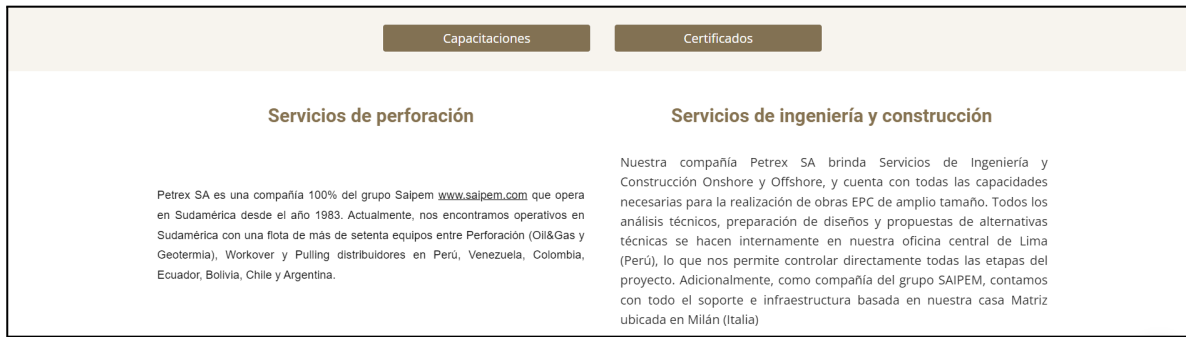 Capacitaciones
Certificados
Servicios de perforación
Petrex SA es una compañía 100% del grupo Saipem www.saipem.com que opera
en Sudamérica desde el año 1983. Actualmente, nos encontramos operativos en
Sudamérica con una flota de más de setenta equipos entre Perforación (Oil&Gas y
Geotermia), Workover y Pulling distribuidores en Perú, Venezuela, Colombia,
Ecuador, Bolivia, Chile y Argentina.
Servicios de ingeniería y construcción
Nuestra compañía Petrex SA brinda Servicios de Ingeniería y
Construcción Onshore y Offshore, y cuenta con todas las capacidades
necesarias para la realización de obras EPC de amplio tamaño. Todos los
análisis técnicos, preparación de diseños y propuestas de alternativas
técnicas se hacen internamente en nuestra oficina central de Lima
(Perú), lo que nos permite controlar directamente todas las etapas del
proyecto. Adicionalmente, como compañía del grupo SAIPEM, contamos
con todo el soporte e infraestructura basada en nuestra casa Matriz
ubicada en Milán (Italia)